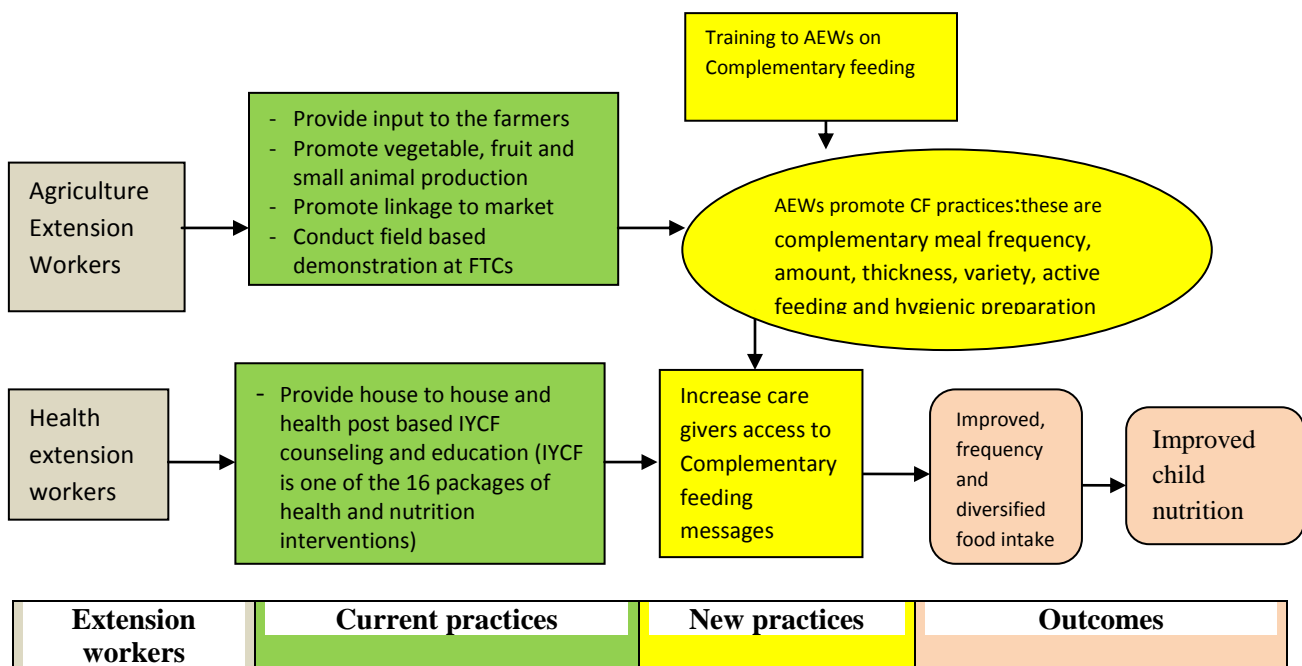 Training to AEWs on
Complementary feeding
Agriculture
Extension
Workers
- Provide input to the farmers
- Promote vegetable, fruit and
small animal production
- Promote linkage to market
- Conduct field based
demonstration at FTCs
AEWs promote CF practices:these are
complementary meal frequency,
amount, thickness, variety, active
feeding and hygienic preparation
Health
extension
workers
- Provide house to house and
health post based IYCF
counseling and education (IYCF
is one of the 16 packages of
health and nutrition
interventions)
Increase care
givers access to
Complementary
feeding
messages
Improved,
frequency
and
diversified
food intake
Improved
child
nutrition
Extension
workers
Current practices
New practices
Outcomes